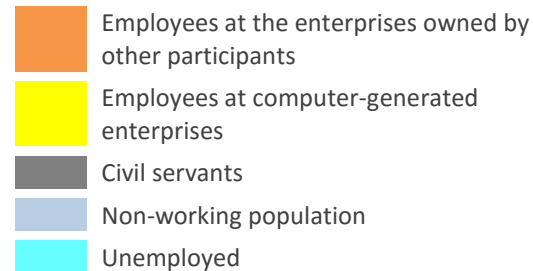 Employees at the enterprises owned by
other participants
Employees at computer-generated
enterprises
Civil servants
Non-working population
Unemployed